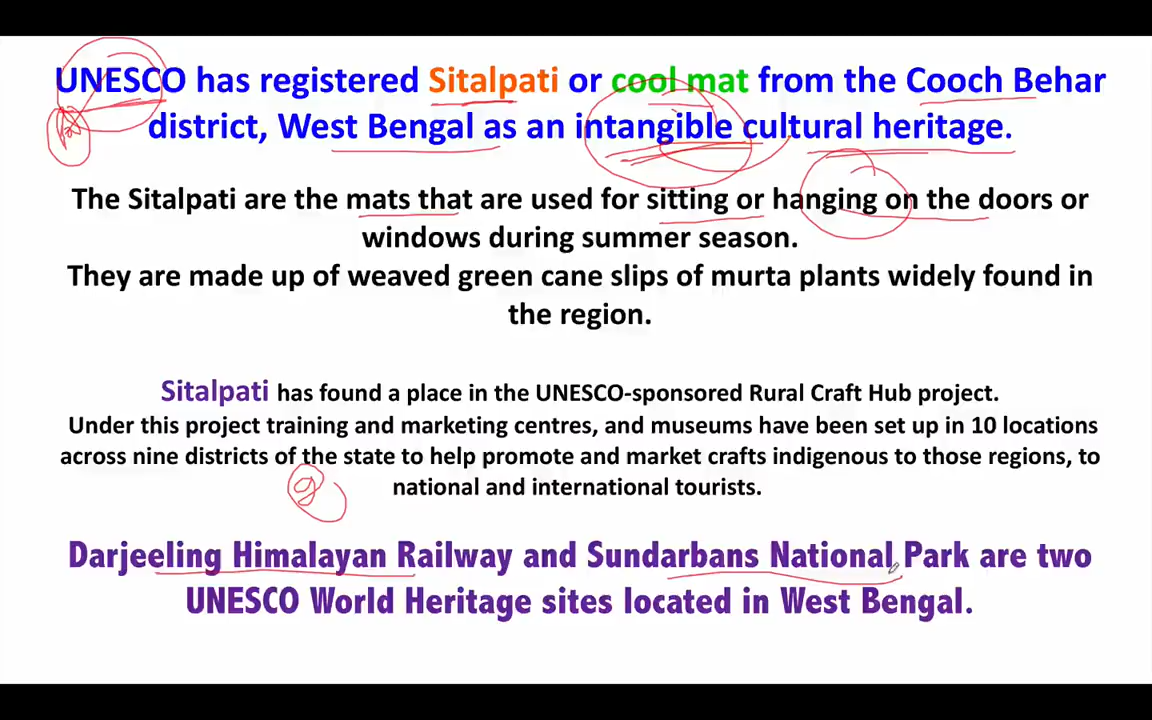 UNESCO has registered Sitalpati or cool mat from the Cooch Behar
district, West Bengal as an intangible cultural heritage.
The Sitalpati are the mats that are used for sitting or hanging on the doors or
windows during summer season.
They are made up of weaved green cane slips of murta plants widely found in
the region.
Sitalpati has found a place in the UNESCO-sponsored Rural Craft Hub project.
Under this project training and marketing centres, and museums have been set up in 10 locations
across nine districts of the state to help promote and market crafts indigenous to those regions, to
national and international tourists.
Darjeeling Himalayan Railway and Sundarbans National Park are two
UNESCO World Heritage sites located in West Bengal.